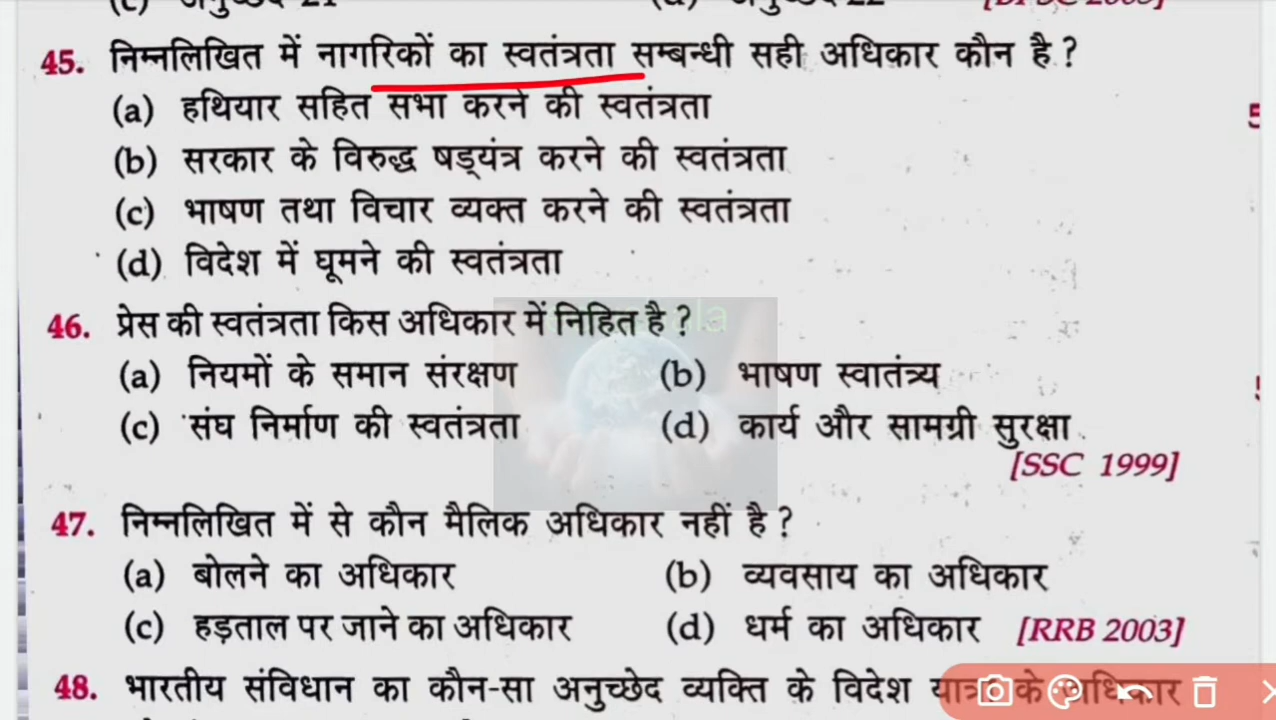 45. निम्नलिखित में नागरिकों का स्वतंत्रता सम्बन्धी सही अधिकार कौन है ?
(a) हथियार सहित सभा करने की स्वतंत्रता
(b) सरकार के विरुद्ध षड्यंत्र करने की स्वतंत्रता
(c) भाषण तथा विचार व्यक्त करने की स्वतंत्रता
(d) विदेश में घूमने की स्वतंत्रता
46. प्रेस की स्वतंत्रता किस अधिकार में निहित है ?
(a) नियमों के समान संरक्षण (b) भाषण स्वातंत्र्य
(c) संघ निर्माण की स्वतंत्रता (d) कार्य और सामग्री सुरक्षा
[SSC 1999]
47. निम्नलिखित में से कौन मैलिक अधिकार नहीं है ?
(a) बोलने का अधिकार (b) व्यवसाय का अधिकार
(c) हड़ताल पर जाने का अधिकार (d) धर्म का अधिकार [RRB 2003]
48. भारतीय संविधान का कौन-सा अनुच्छेद व्यक्ति के विदेश यात्रा के अधिकार